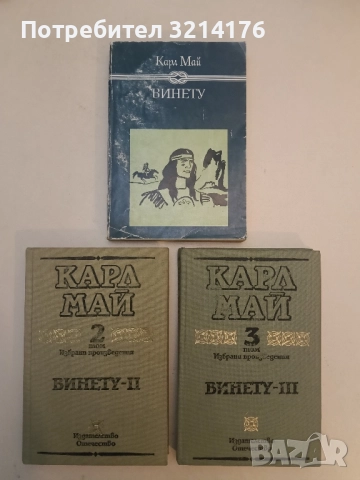 Потребител 3214176
Карл Май
ВИНЕТУ
КАРЛ
МАЙ
2
том
Избрани произведения
ВИНЕТУ-II
Издателство
Отечество
КАРЛ
МАЙ
3
том
Избрани произведения
ВИНЕТУ-III
Издателство
Отечество
bazar